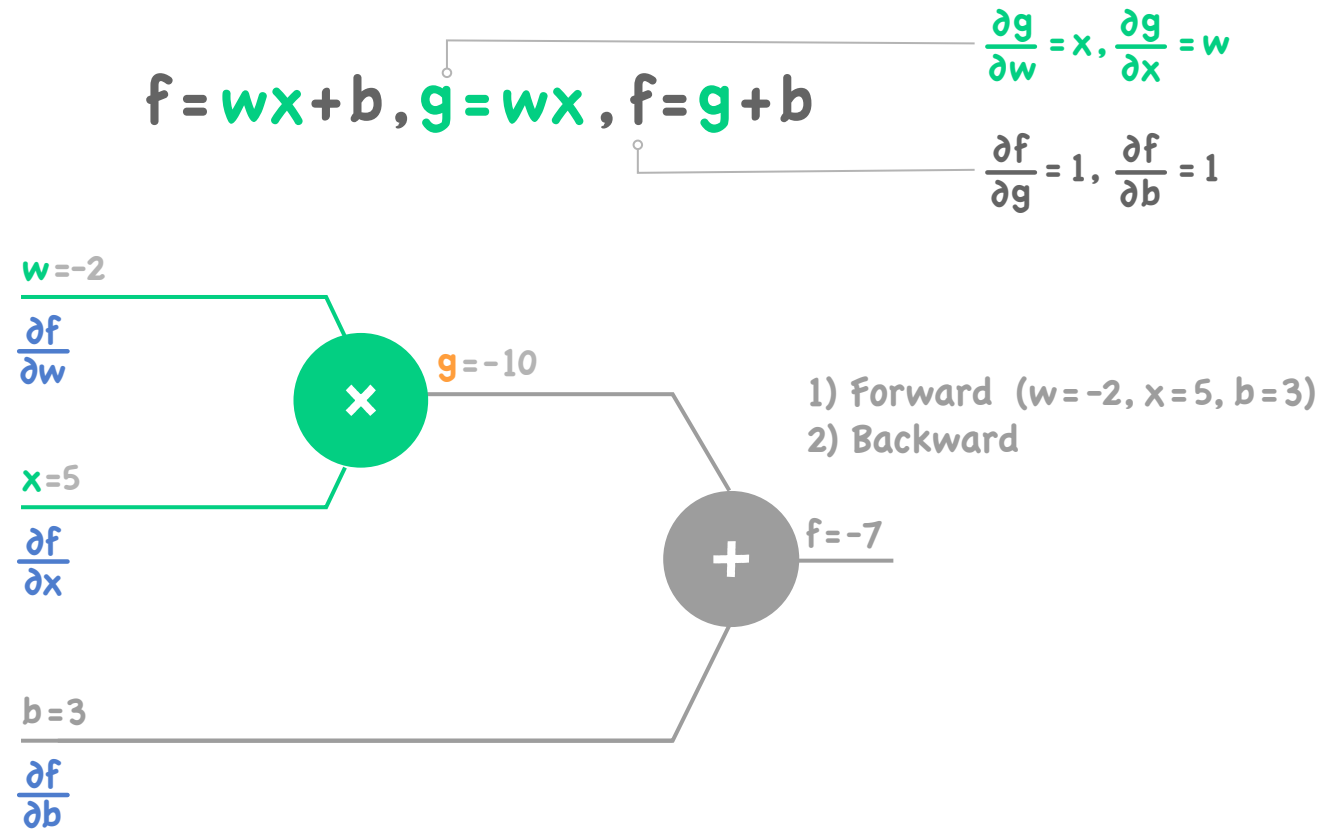 f = wx + b , g = wx , f = g + b
∂g/∂w = x , ∂g/∂x = w
∂f/∂g = 1 , ∂f/∂b = 1
w = -2
∂f/∂w
×
g = -10
1) Forward (w = -2, x = 5, b = 3)
2) Backward
x = 5
∂f/∂x
+
f = -7
b = 3
∂f/∂b